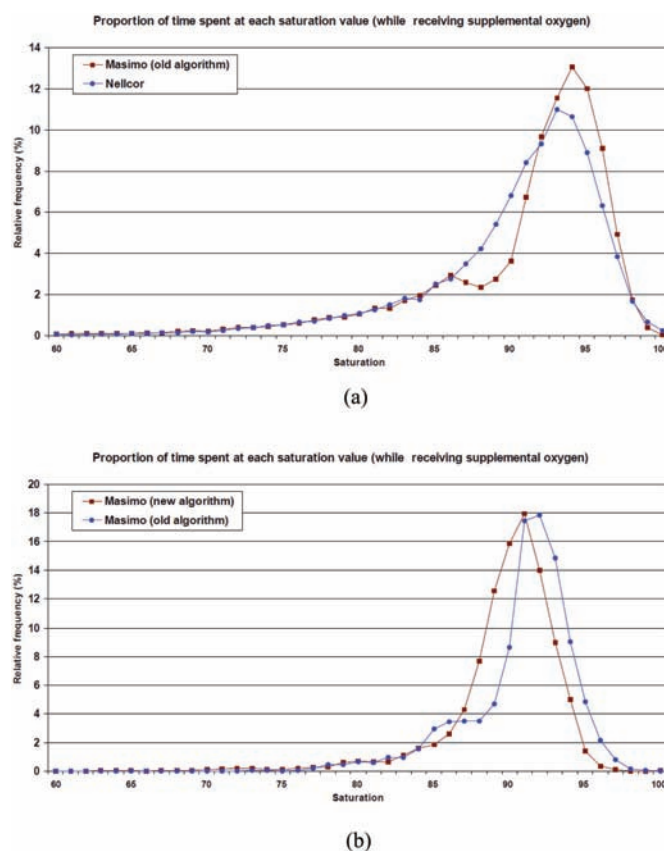 Proportion of time spent at each saturation value (while receiving supplemental oxygen)
14
12
10
8
6
4
2
0
Relative frequency (%)
Masimo (old algorithm)
Nellcor
60 65 70 75 80 85 90 95 100
Saturation
(a)
Proportion of time spent at each saturation value (while receiving supplemental oxygen)
20
18
16
14
12
10
8
6
4
2
0
Relative frequency (%)
Masimo (new algorithm)
Masimo (old algorithm)
60 65 70 75 80 85 90 95 100
Saturation
(b)